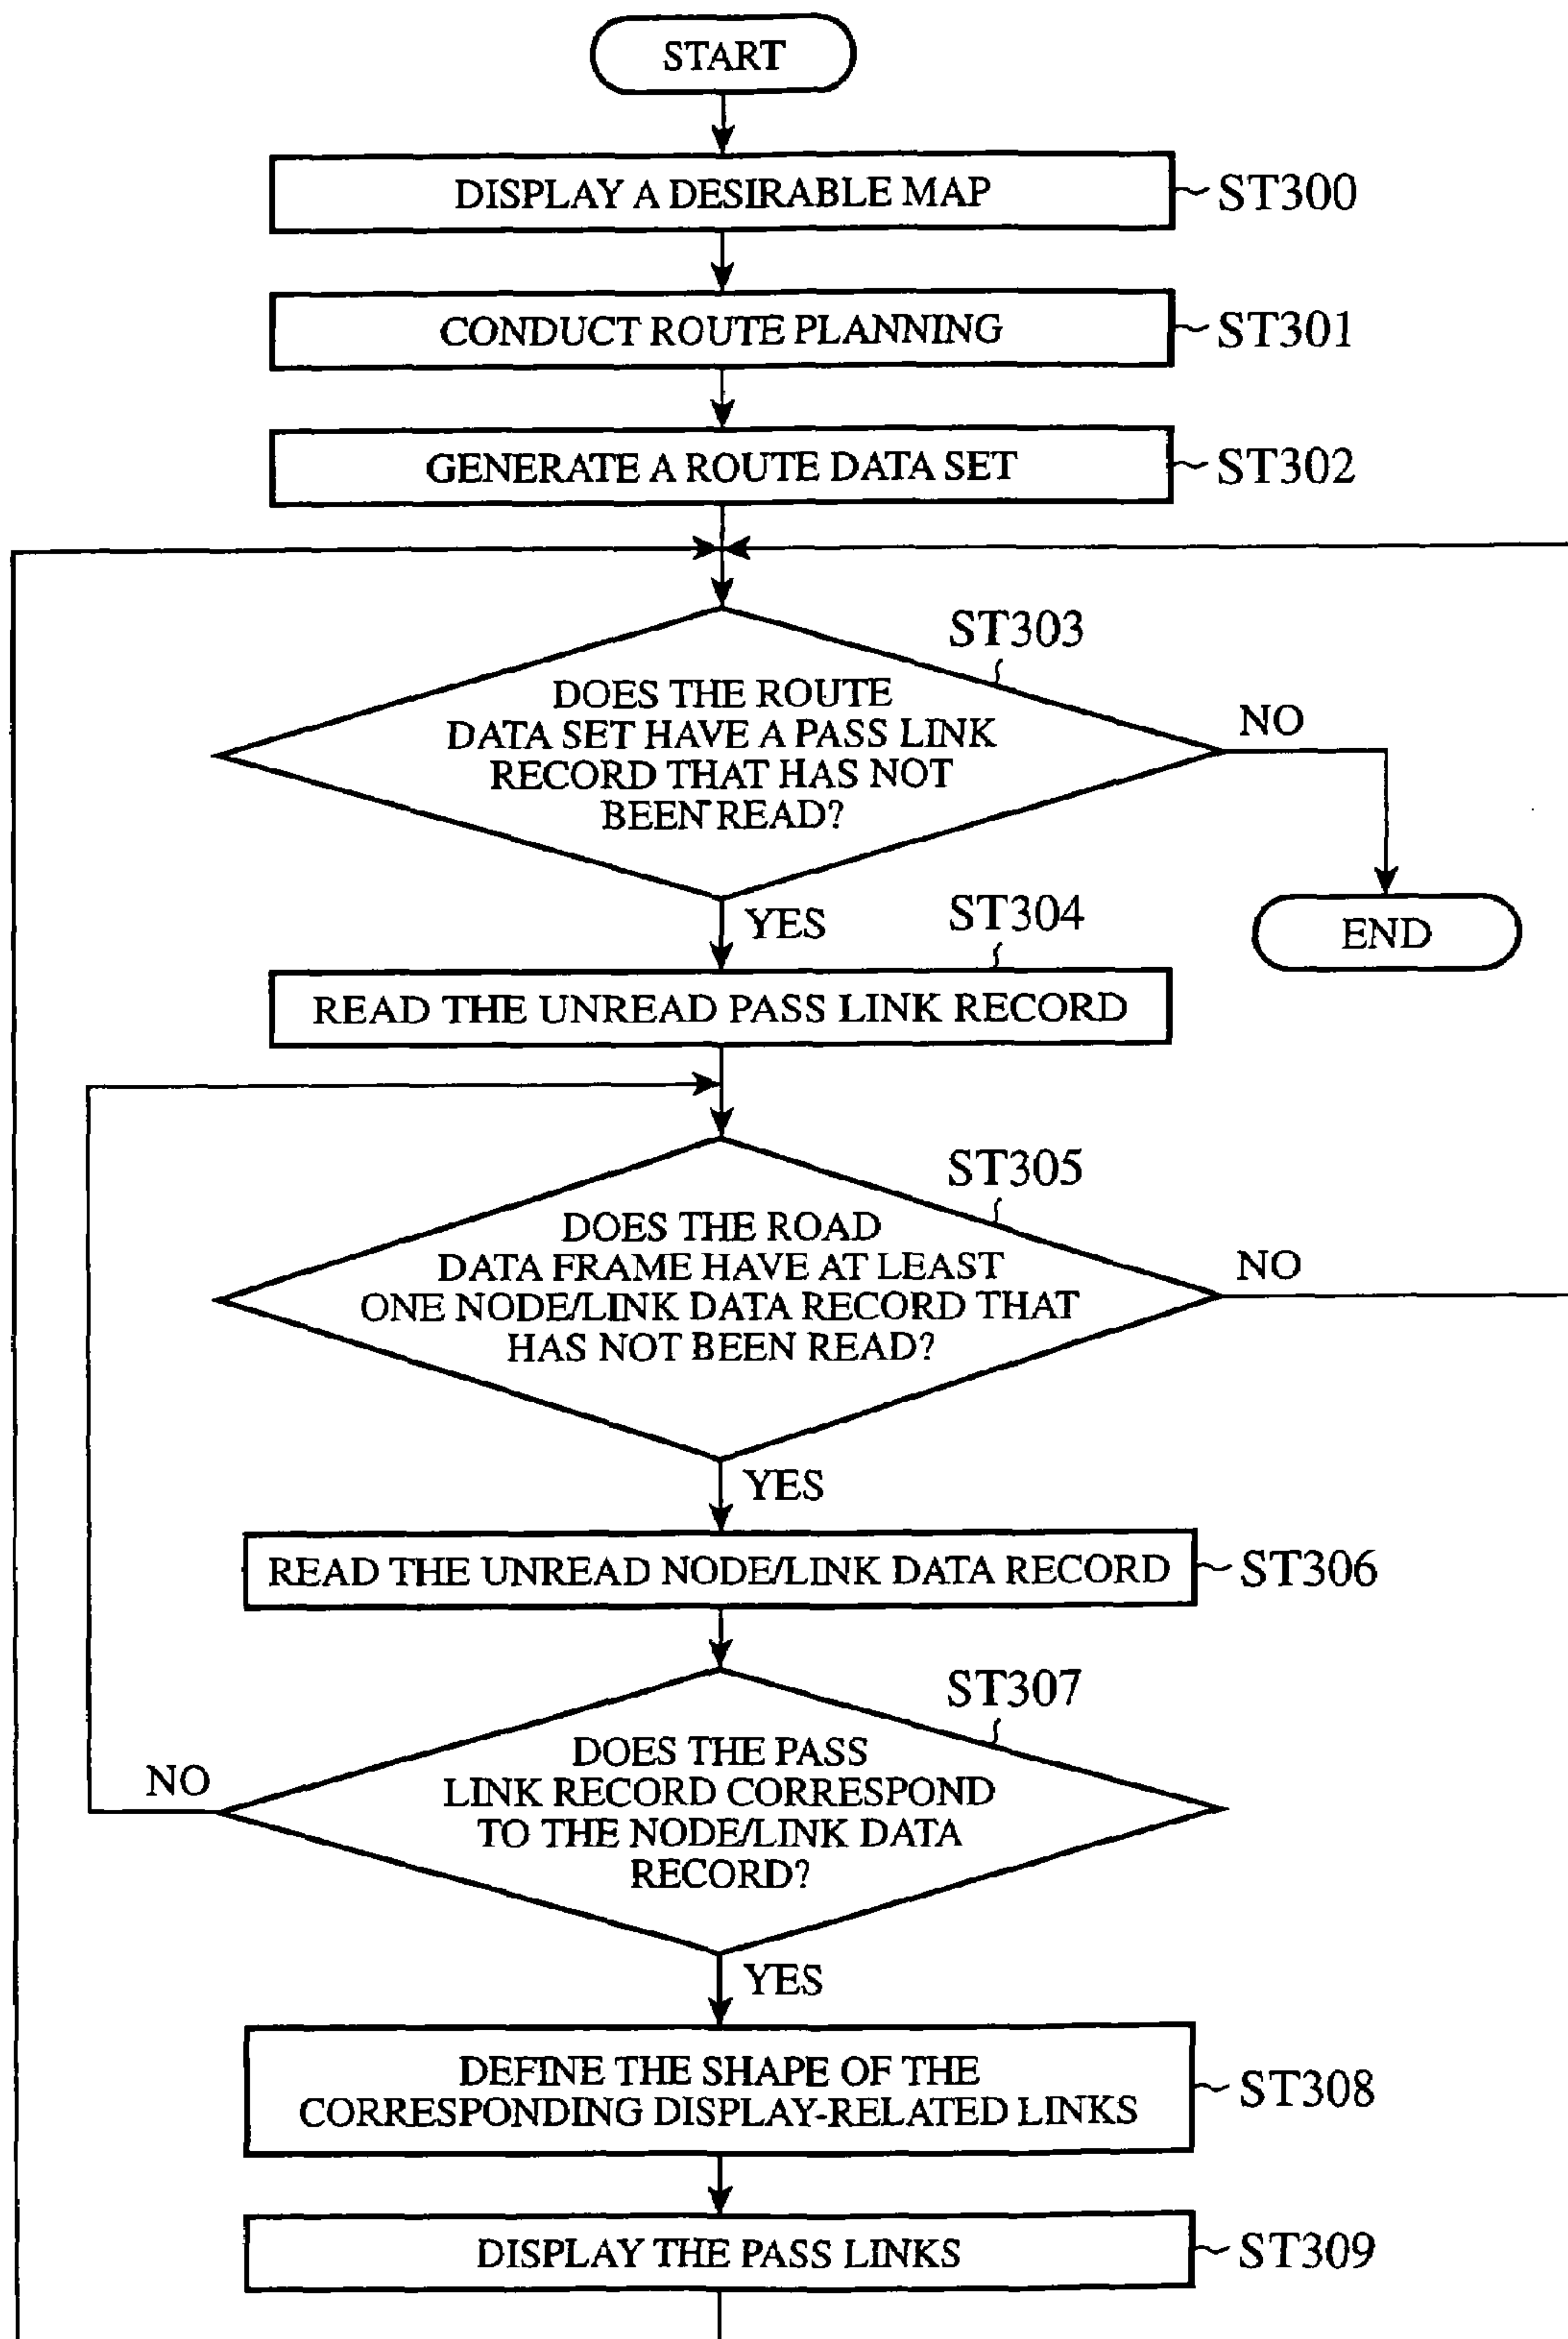 START
DISPLAY A DESIRABLE MAP
ST300
CONDUCT ROUTE PLANNING
ST301
GENERATE A ROUTE DATA SET
ST302
ST303
DOES THE ROUTE
DATA SET HAVE A PASS LINK
RECORD THAT HAS NOT
BEEN READ?
NO
END
YES
ST304
READ THE UNREAD PASS LINK RECORD
ST305
DOES THE ROAD
DATA FRAME HAVE AT LEAST
ONE NODE/LINK DATA RECORD THAT
HAS NOT BEEN READ?
NO
YES
READ THE UNREAD NODE/LINK DATA RECORD
ST306
ST307
DOES THE PASS
LINK RECORD CORRESPOND
TO THE NODE/LINK DATA
RECORD?
NO
YES
DEFINE THE SHAPE OF THE
CORRESPONDING DISPLAY-RELATED LINKS
ST308
DISPLAY THE PASS LINKS
ST309